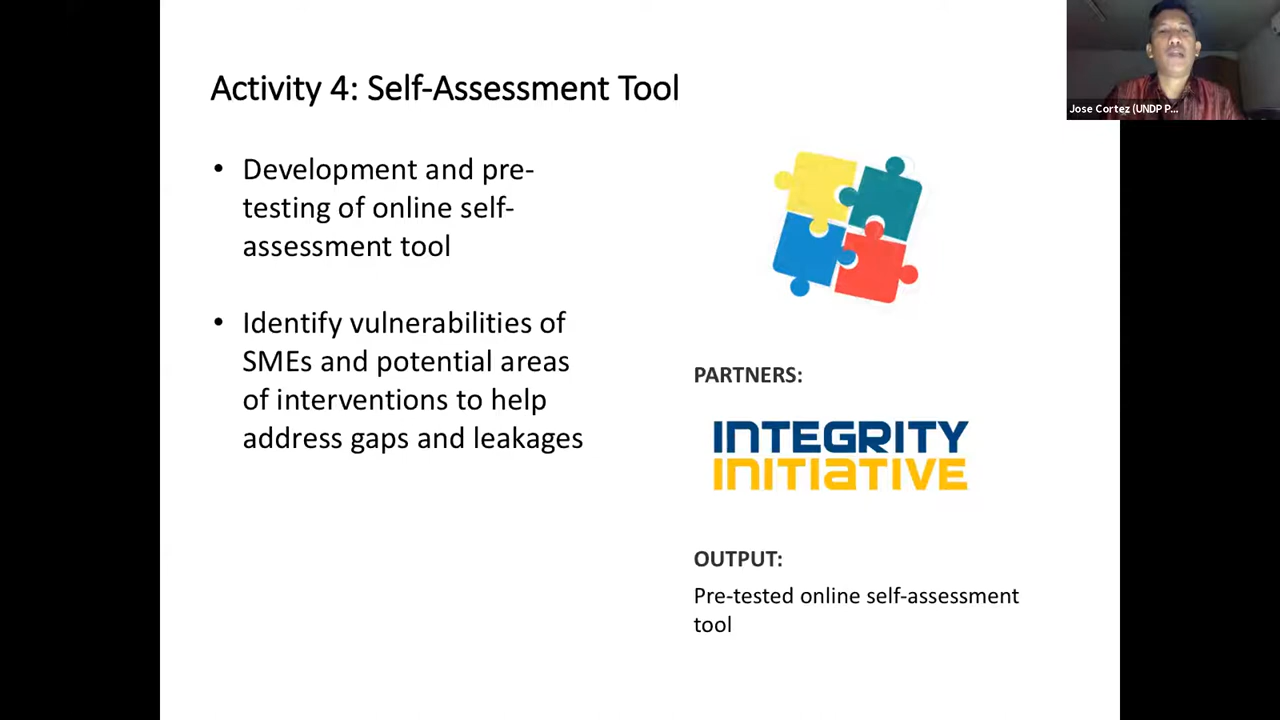 Activity 4: Self-Assessment Tool
• Development and pre-
testing of online self-
assessment tool
• Identify vulnerabilities of
SMEs and potential areas
of interventions to help
address gaps and leakages
PARTNERS:
INTEGRITY
INITIaTIVE
OUTPUT:
Pre-tested online self-assessment
tool
Jose Cortez (UNDP P...